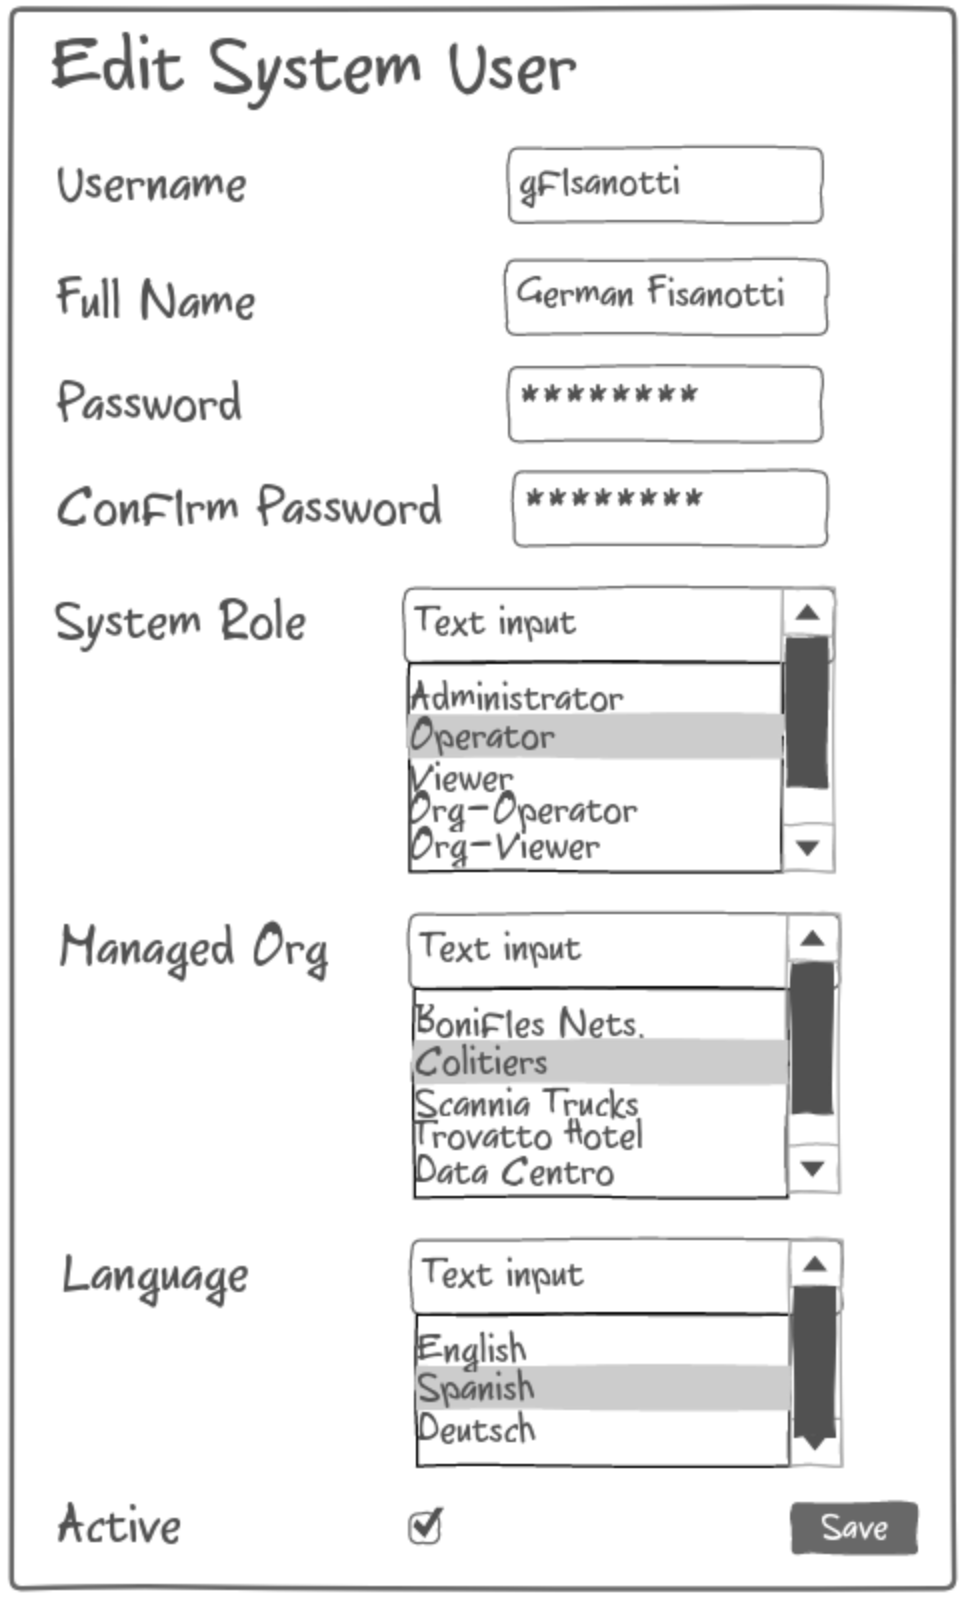 Edit System User
Username
gFIsanotti
Full Name
German Fisanotti
Password
********
ConFIrm Password
********
System Role
Text input
Administrator
Operator
Viewer
Org-Operator
Org-Viewer
Managed Org
Text input
BoniFles Nets.
Colitiers
Scannia Trucks
Trovatto Hotel
Data Centro
Language
Text input
English
Spanish
Deutsch
Active
Save